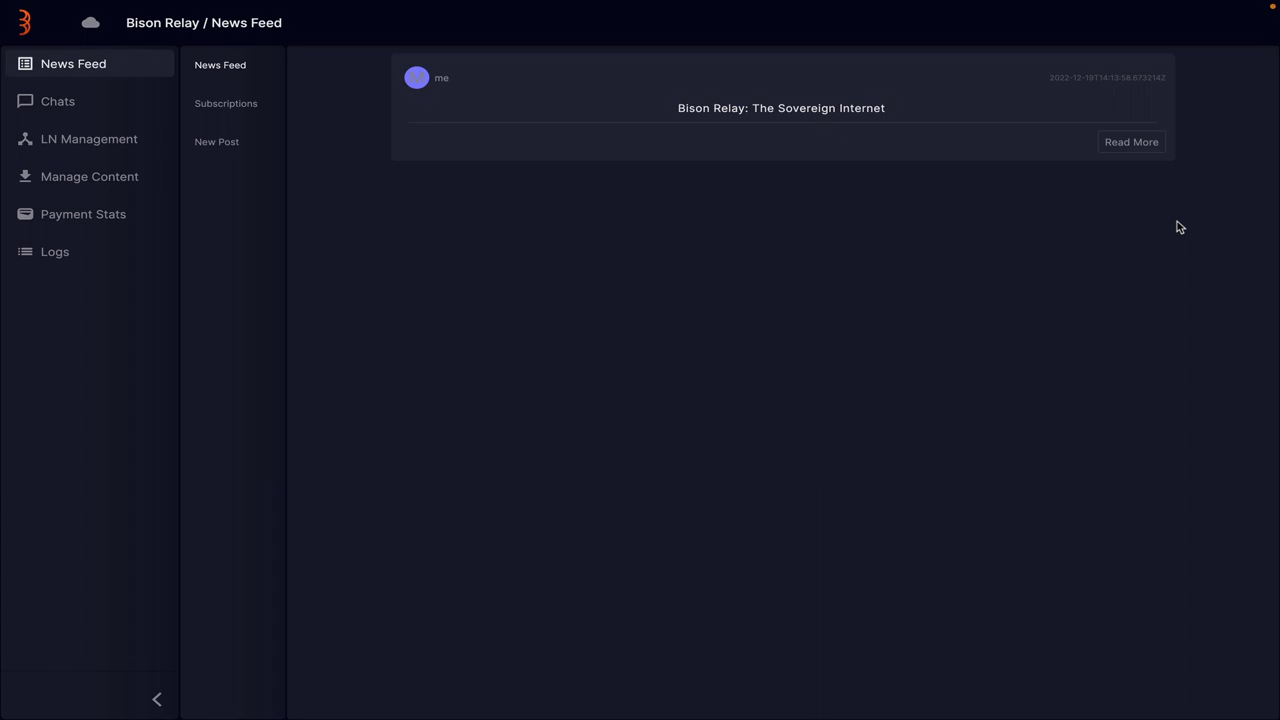 Bison Relay / News Feed
News Feed
Chats
LN Management
Manage Content
Payment Stats
Logs
News Feed
Subscriptions
New Post
me
2022-12-19T14:13:58.673214Z
Bison Relay: The Sovereign Internet
Read More